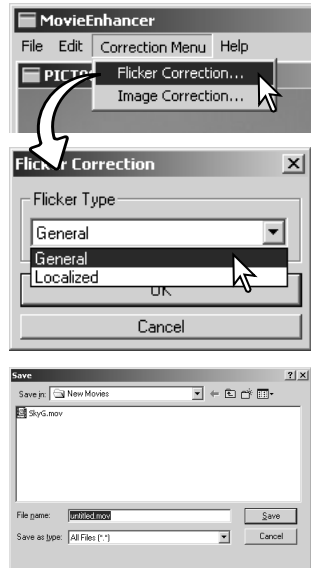 MovieEnhancer
File Edit Correction Menu Help
Flicker Correction...
Image Correction...
Correction
Flicker Type
General
General
Localized
OK
Cancel
Save
Save in: New Movies
SkyG.mov
File name: untitled.mov Save
Save as type: All Files (*.*) Cancel